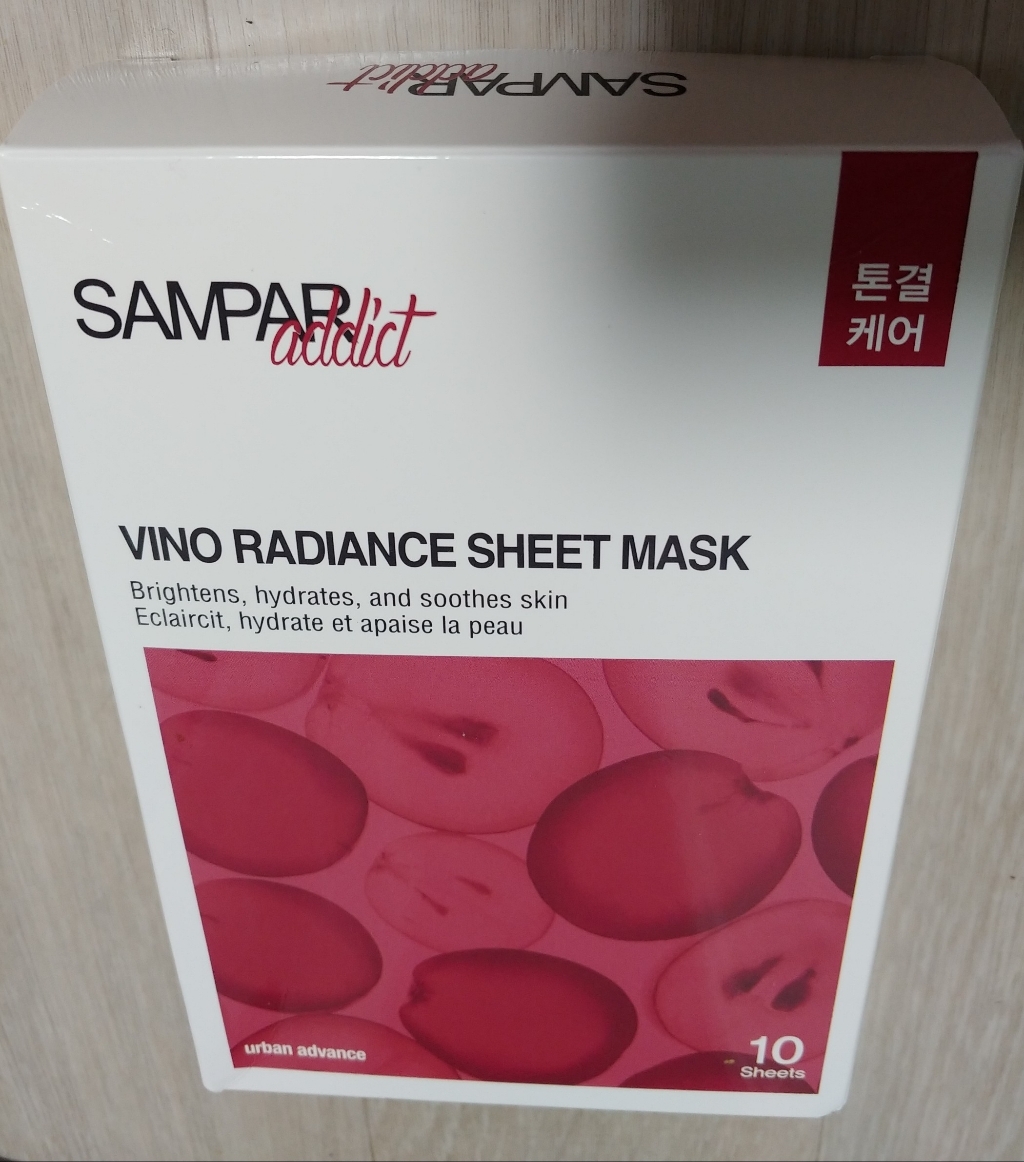 SAMPAR addict
SAMPAR addict
톤결
케어
VINO RADIANCE SHEET MASK
Brightens, hydrates, and soothes skin
Eclaircit, hydrate et apaise la peau
urban advance
10
Sheets